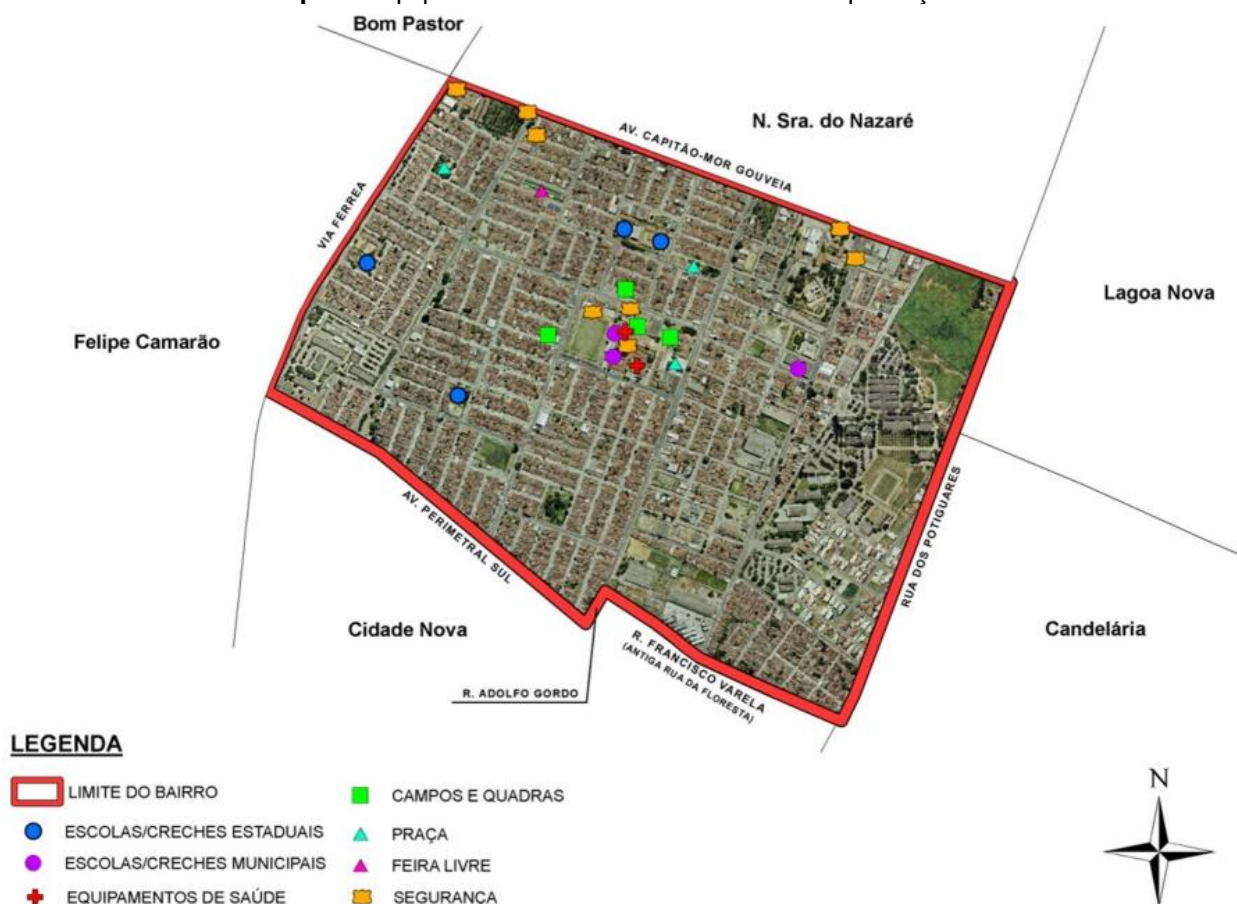 Bom Pastor
N. Sra. do Nazaré
AV. CAPITÃO-MOR GOUVEIA
VIA FÉRREA
Lagoa Nova
Felipe Camarão
RUA DOS POTIGUARES
AV. PERIMETRAL SUL
Cidade Nova
Candelária
R. FRANCISCO VARELA
(ANTIGA RUA DA FLORESTA)
R. ADOLFO GORDO
LEGENDA
LIMITE DO BAIRRO
ESCOLAS/CRECHES ESTADUAIS
ESCOLAS/CRECHES MUNICIPAIS
EQUIPAMENTOS DE SAÚDE
CAMPOS E QUADRAS
PRAÇA
FEIRA LIVRE
SEGURANÇA
N